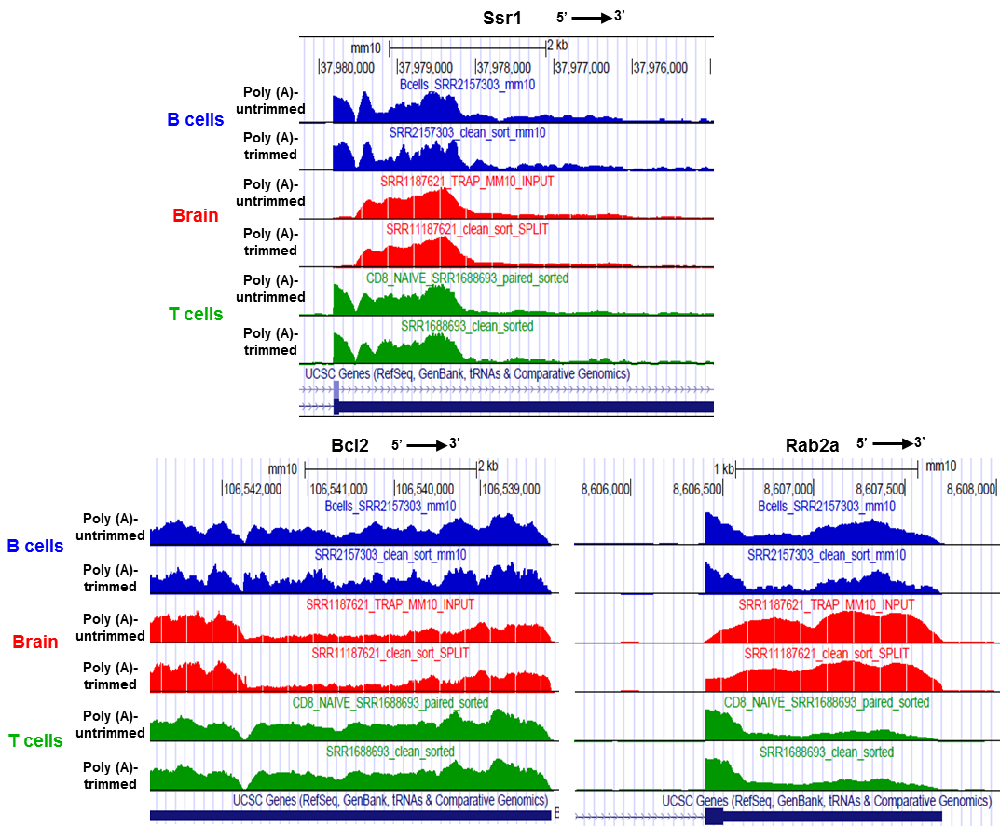 Ssr1 5’ 3’
mm10 2 kb
37,980,000 37,979,000 37,978,000 37,977,000 37,976,000
Bcells_SRR2157303_mm10
Poly (A)-
untrimmed
B cells
SRR2157303_clean_sort_mm10
Poly (A)-
trimmed
SRR1187621_TRAP_MM10_INPUT
Poly (A)-
untrimmed
Brain
SRR11187621_clean_sort_SPLIT
Poly (A)-
trimmed
CD8_NAIVE_SRR1688693_paired_sorted
Poly (A)-
untrimmed
T cells
SRR1688693_clean_sorted
Poly (A)-
trimmed
UCSC Genes (RefSeq, GenBank, tRNAs & Comparative Genomics)
Bcl2 5’ 3’
mm10 2 kb
106,542,000 106,541,000 106,540,000 106,539,000
Bcells_SRR2157303_mm10
Poly (A)-
untrimmed
B cells
SRR2157303_clean_sort_mm10
Poly (A)-
trimmed
SRR1187621_TRAP_MM10_INPUT
Poly (A)-
untrimmed
Brain
SRR11187621_clean_sort_SPLIT
Poly (A)-
trimmed
CD8_NAIVE_SRR1688693_paired_sorted
Poly (A)-
untrimmed
T cells
SRR1688693_clean_sorted
Poly (A)-
trimmed
UCSC Genes (RefSeq, GenBank, tRNAs & Comparative Genomics)
Rab2a 5’ 3’
1 kb mm10
8,606,000 8,606,500 8,607,000 8,607,500 8,608,000
Bcells_SRR2157303_mm10
SRR2157303_clean_sort_mm10
SRR1187621_TRAP_MM10_INPUT
SRR11187621_clean_sort_SPLIT
CD8_NAIVE_SRR1688693_paired_sorted
SRR1688693_clean_sorted
UCSC Genes (RefSeq, GenBank, tRNAs & Comparative Genomics)